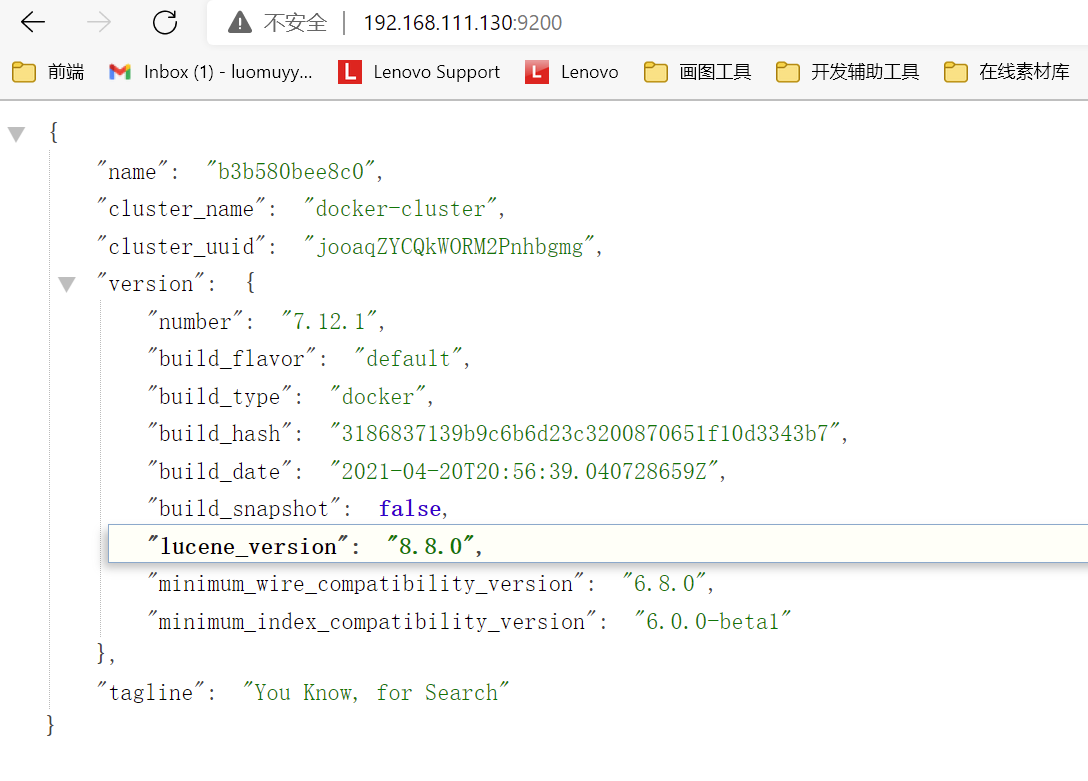 不安全 | 192.168.111.130:9200
前端 Inbox (1) - luomuyy... L Lenovo Support L Lenovo 画图工具 开发辅助工具 在线素材库
{
"name": "b3b580bee8c0",
"cluster_name": "docker-cluster",
"cluster_uuid": "jooaqZYCQkWORM2Pnhbgmg",
"version": {
"number": "7.12.1",
"build_flavor": "default",
"build_type": "docker",
"build_hash": "3186837139b9c6b6d23c3200870651f10d3343b7",
"build_date": "2021-04-20T20:56:39.040728659Z",
"build_snapshot": false,
"lucene_version": "8.8.0",
"minimum_wire_compatibility_version": "6.8.0",
"minimum_index_compatibility_version": "6.0.0-beta1"
},
"tagline": "You Know, for Search"
}